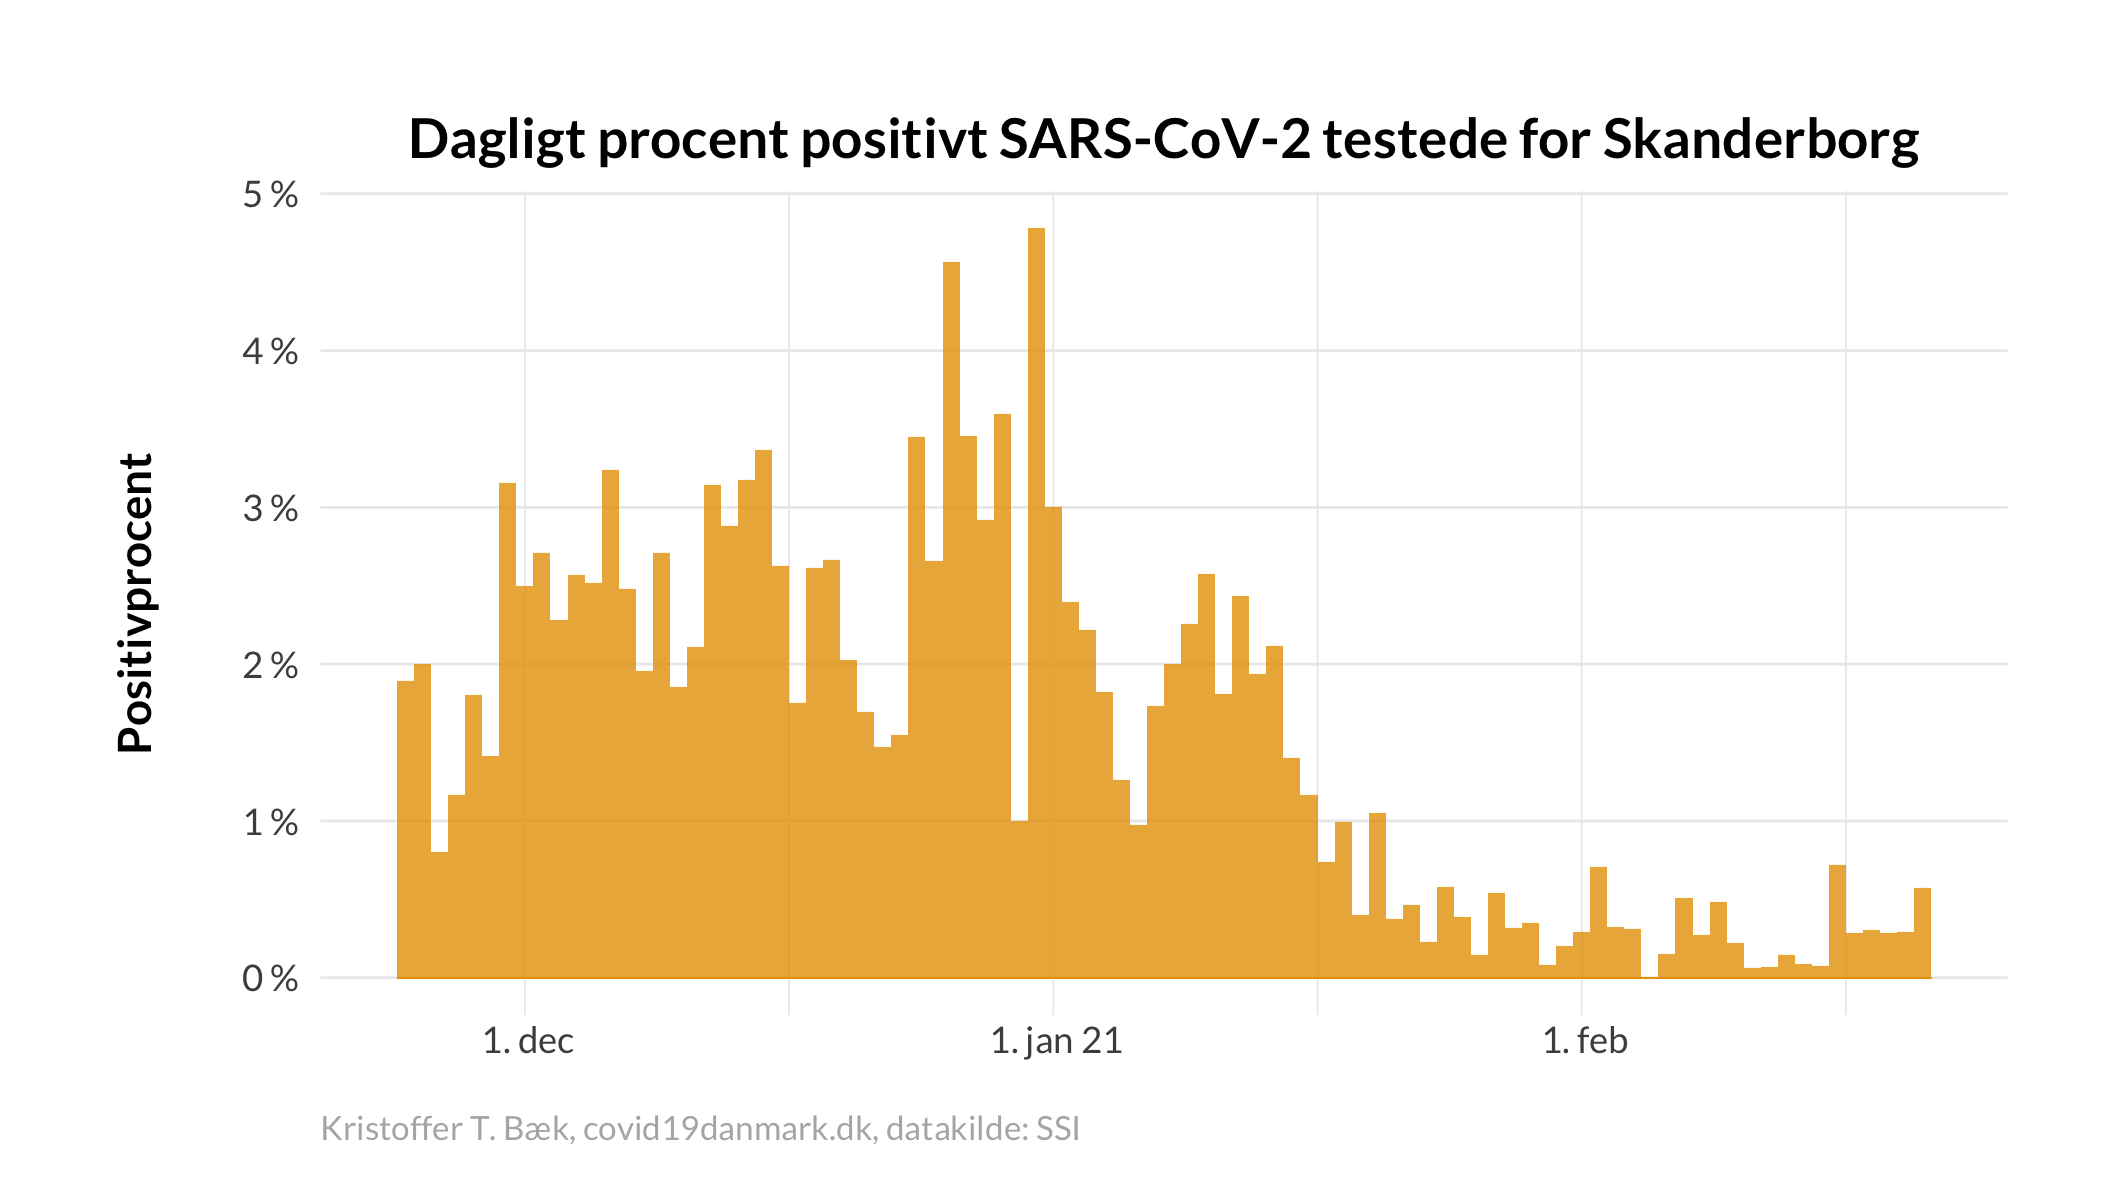 Dagligt procent positivt SARS-CoV-2 testede for Skanderborg
Positivprocent
5 %
4 %
3 %
2 %
1 %
0 %
1. dec
1. jan 21
1. feb
Kristoffer T. Bæk, covid19danmark.dk, datakilde: SSI